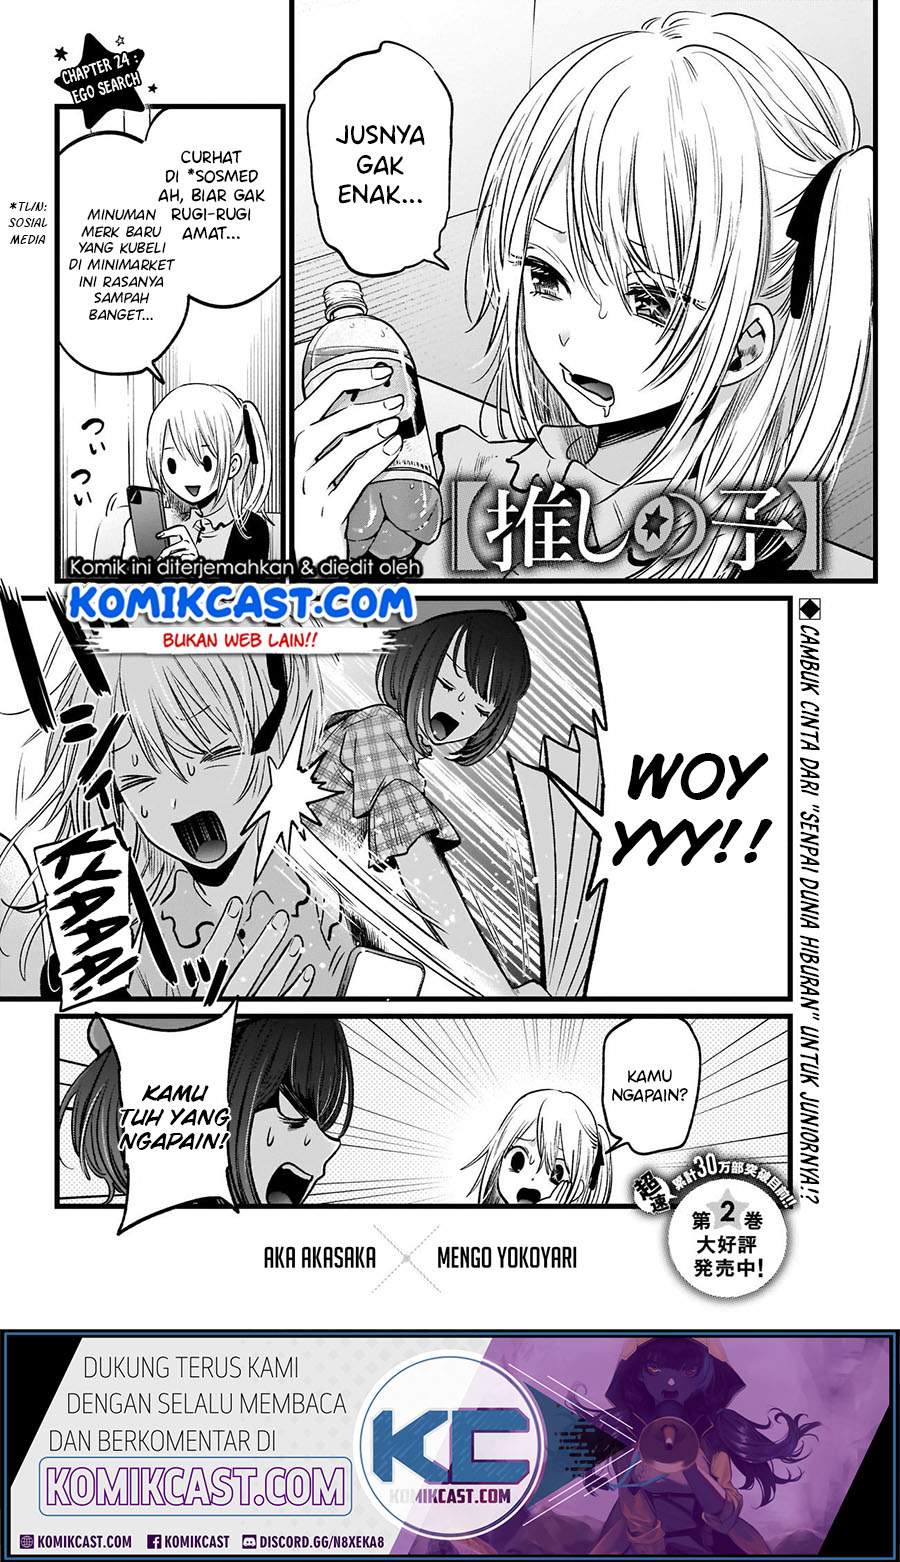 CHAPTER 24 :
EGO SEARCH
JUSNYA
GAK
ENAK...
CURHAT
DI *SOSMED
AH, BIAR GAK
RUGI-RUGI
AMAT...
*TL/N:
SOSIAL
MEDIA
MINUMAN
MERK BARU
YANG KUBELI
DI MINIMARKET
INI RASANYA
SAMPAH
BANGET...
つい
つい
【推しの子】
Komik ini diterjemahkan & diedit oleh
KOMIKCAST.COM
BUKAN WEB LAIN!!
◆ CAMBUK CINTA DARI "SENPAI DUNIA HIBURAN" UNTUK JUNIORNYA!?
WOY
YYY!!
KYAAA!!
KAMU
TUH YANG
NGAPAIN!
KAMU
NGAPAIN?
超速
累計30万部突破目前!!
第2巻
大好評
発売中!
AKA AKASAKA × MENGO YOKOYARI
DUKUNG TERUS KAMI
DENGAN SELALU MEMBACA
DAN BERKOMENTAR DI
KOMIKCAST.COM
KC
KOMIKCAST.COM
KOMIKCAST.COM KOMIKCAST.COM DISCORD.GG/N8XEKA8